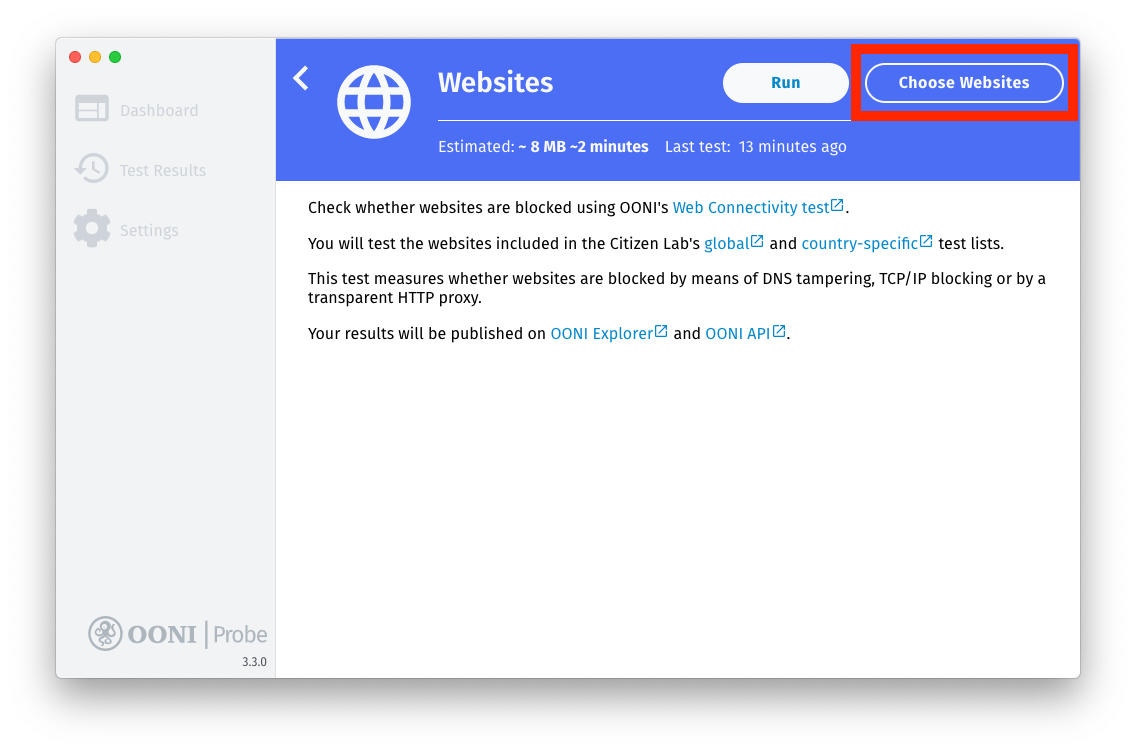 Dashboard
Test Results
Settings
OONI | Probe
3.3.0
Websites
Run
Choose Websites
Estimated: ~ 8 MB ~2 minutes Last test: 13 minutes ago
Check whether websites are blocked using OONI's Web Connectivity test.
You will test the websites included in the Citizen Lab's global and country-specific test lists.
This test measures whether websites are blocked by means of DNS tampering, TCP/IP blocking or by a
transparent HTTP proxy.
Your results will be published on OONI Explorer and OONI API.